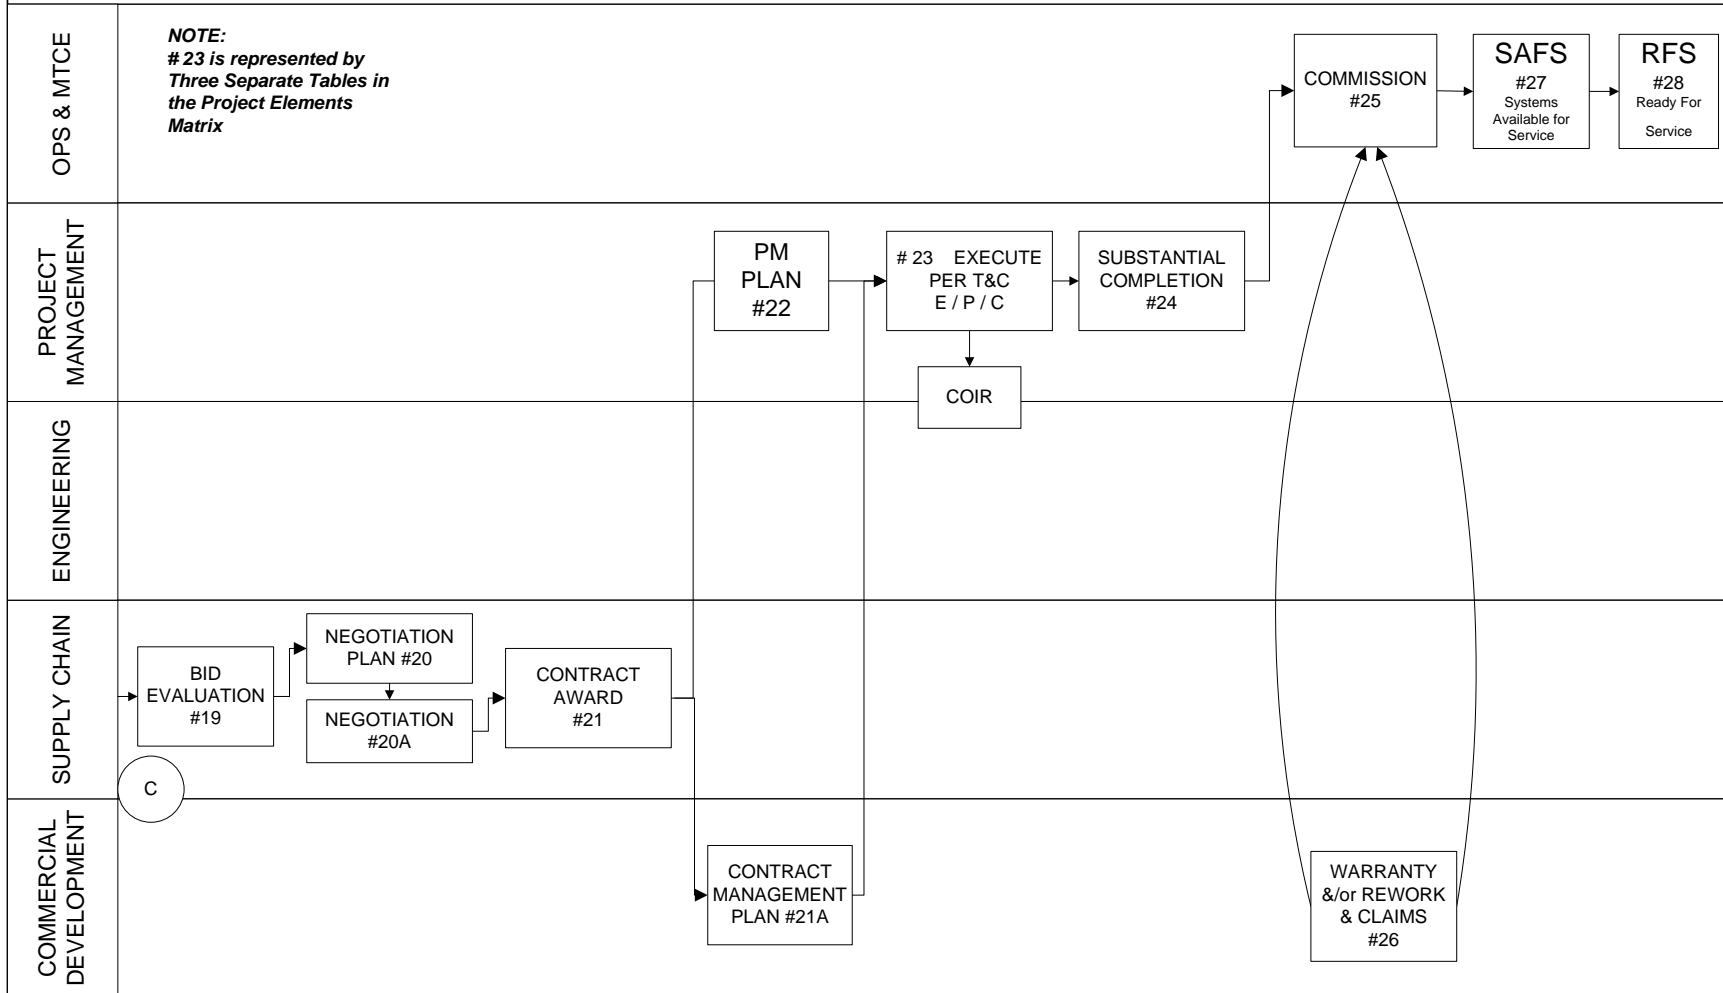 OPS & MTCE
NOTE:
# 23 is represented by
Three Separate Tables in
the Project Elements
Matrix
COMMISSION
#25
SAFS
#27
Systems
Available for
Service
RFS
#28
Ready For
Service
PROJECT
MANAGEMENT
PM
PLAN
#22
# 23 EXECUTE
PER T&C
E / P / C
SUBSTANTIAL
COMPLETION
#24
COIR
ENGINEERING
SUPPLY CHAIN
BID
EVALUATION
#19
NEGOTIATION
PLAN #20
NEGOTIATION
#20A
CONTRACT
AWARD
#21
C
COMMERCIAL
DEVELOPMENT
CONTRACT
MANAGEMENT
PLAN #21A
WARRANTY
&/or REWORK
& CLAIMS
#26